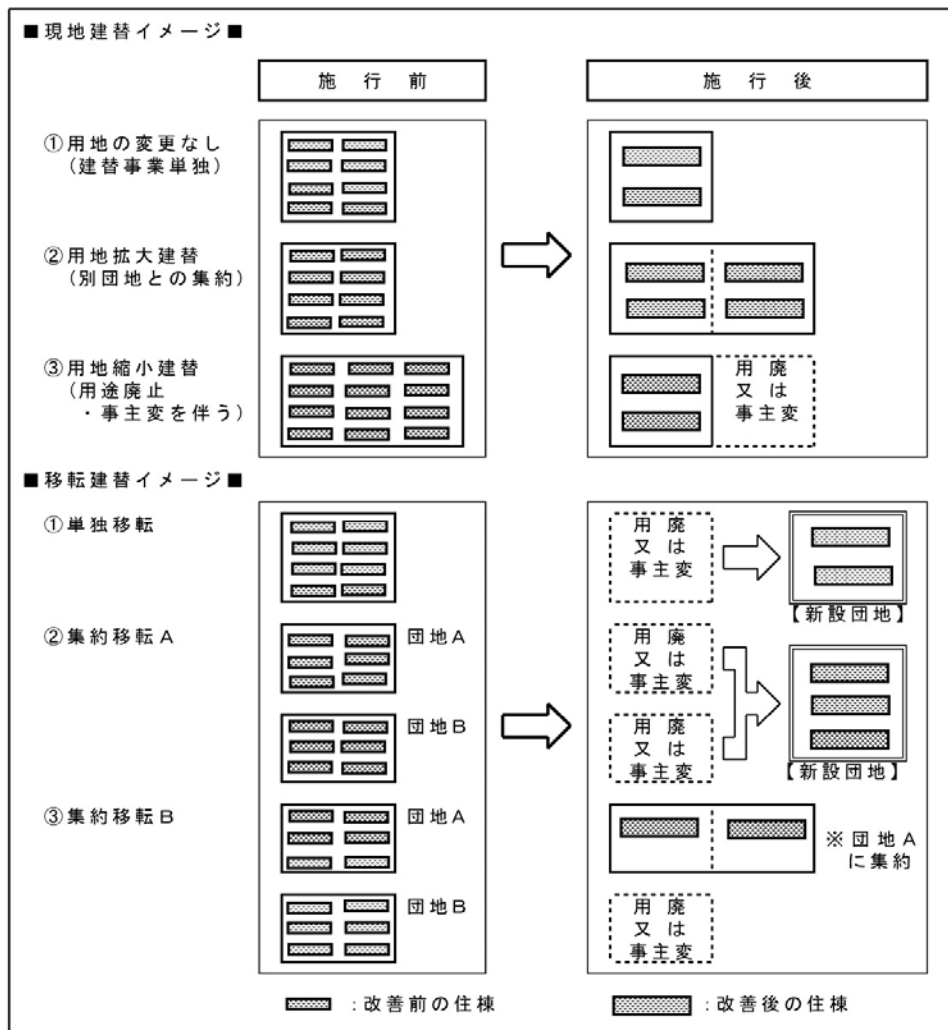 ■現地建替イメージ■
施行前
施行後
①用地の変更なし
(建替事業単独)
②用地拡大建替
(別団地との集約)
③用地縮小建替
(用途廃止
・事主変を伴う)
用廃
又は
事主変
■移転建替イメージ■
①単独移転
用廃
又は
事主変
【新設団地】
②集約移転A
団地A
用廃
又は
事主変
団地B
用廃
又は
事主変
【新設団地】
③集約移転B
団地A
※団地A
に集約
団地B
用廃
又は
事主変
:改善前の住棟
:改善後の住棟